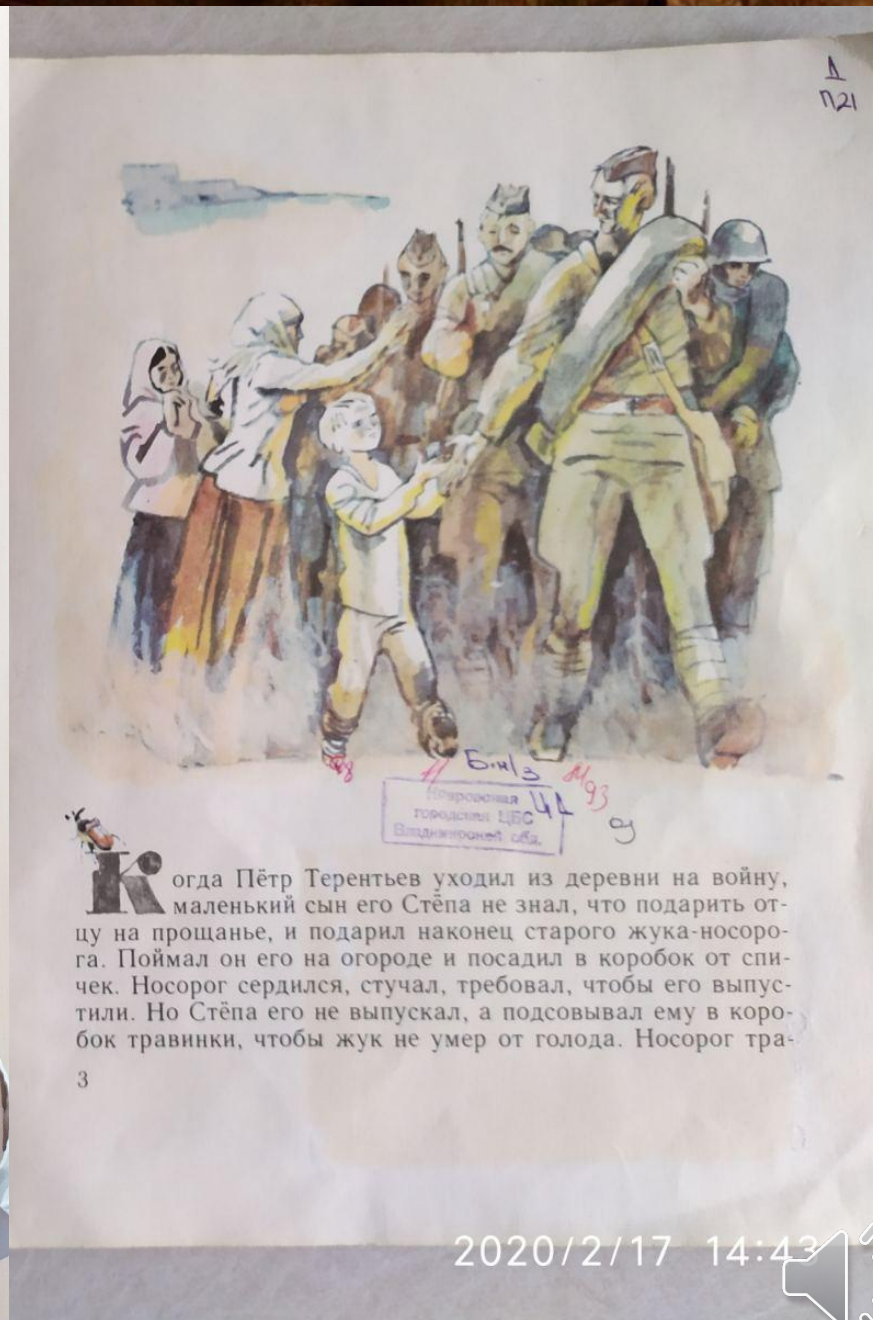 Д
П21
Б.н/з
93
ЦД
Ковровская
городская ЦБС
Владимирской обл.
Когда Пётр Терентьев уходил из деревни на войну,
маленький сын его Стёпа не знал, что подарить от-
цу на прощанье, и подарил наконец старого жука-носоро-
га. Поймал он его на огороде и посадил в коробок от спи-
чек. Носорог сердился, стучал, требовал, чтобы его выпус-
тили. Но Стёпа его не выпускал, а подсовывал ему в коро-
бок травинки, чтобы жук не умер от голода. Носорог тра-
3
2020/2/17 14:43